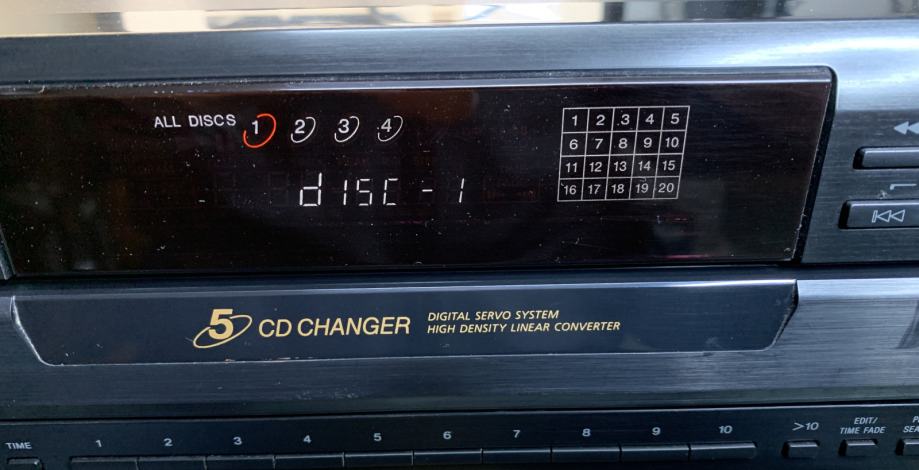 ALL DISCS 1 2 3 4
1 2 3 4 5
6 7 8 9 10
11 12 13 14 15
16 17 18 19 20
disc - 1
5 CD CHANGER
DIGITAL SERVO SYSTEM
HIGH DENSITY LINEAR CONVERTER
TIME 1 2 3 4 5 6 7 8 9 10 >10
EDIT/
TIME FADE